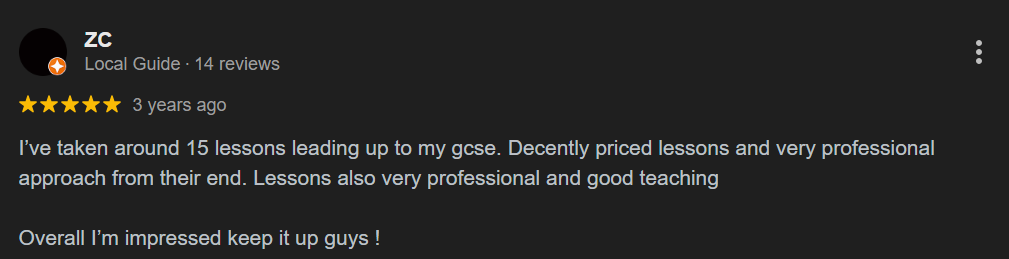 ZC
Local Guide · 14 reviews
3 years ago
I’ve taken around 15 lessons leading up to my gcse. Decently priced lessons and very professional
approach from their end. Lessons also very professional and good teaching
Overall I’m impressed keep it up guys !